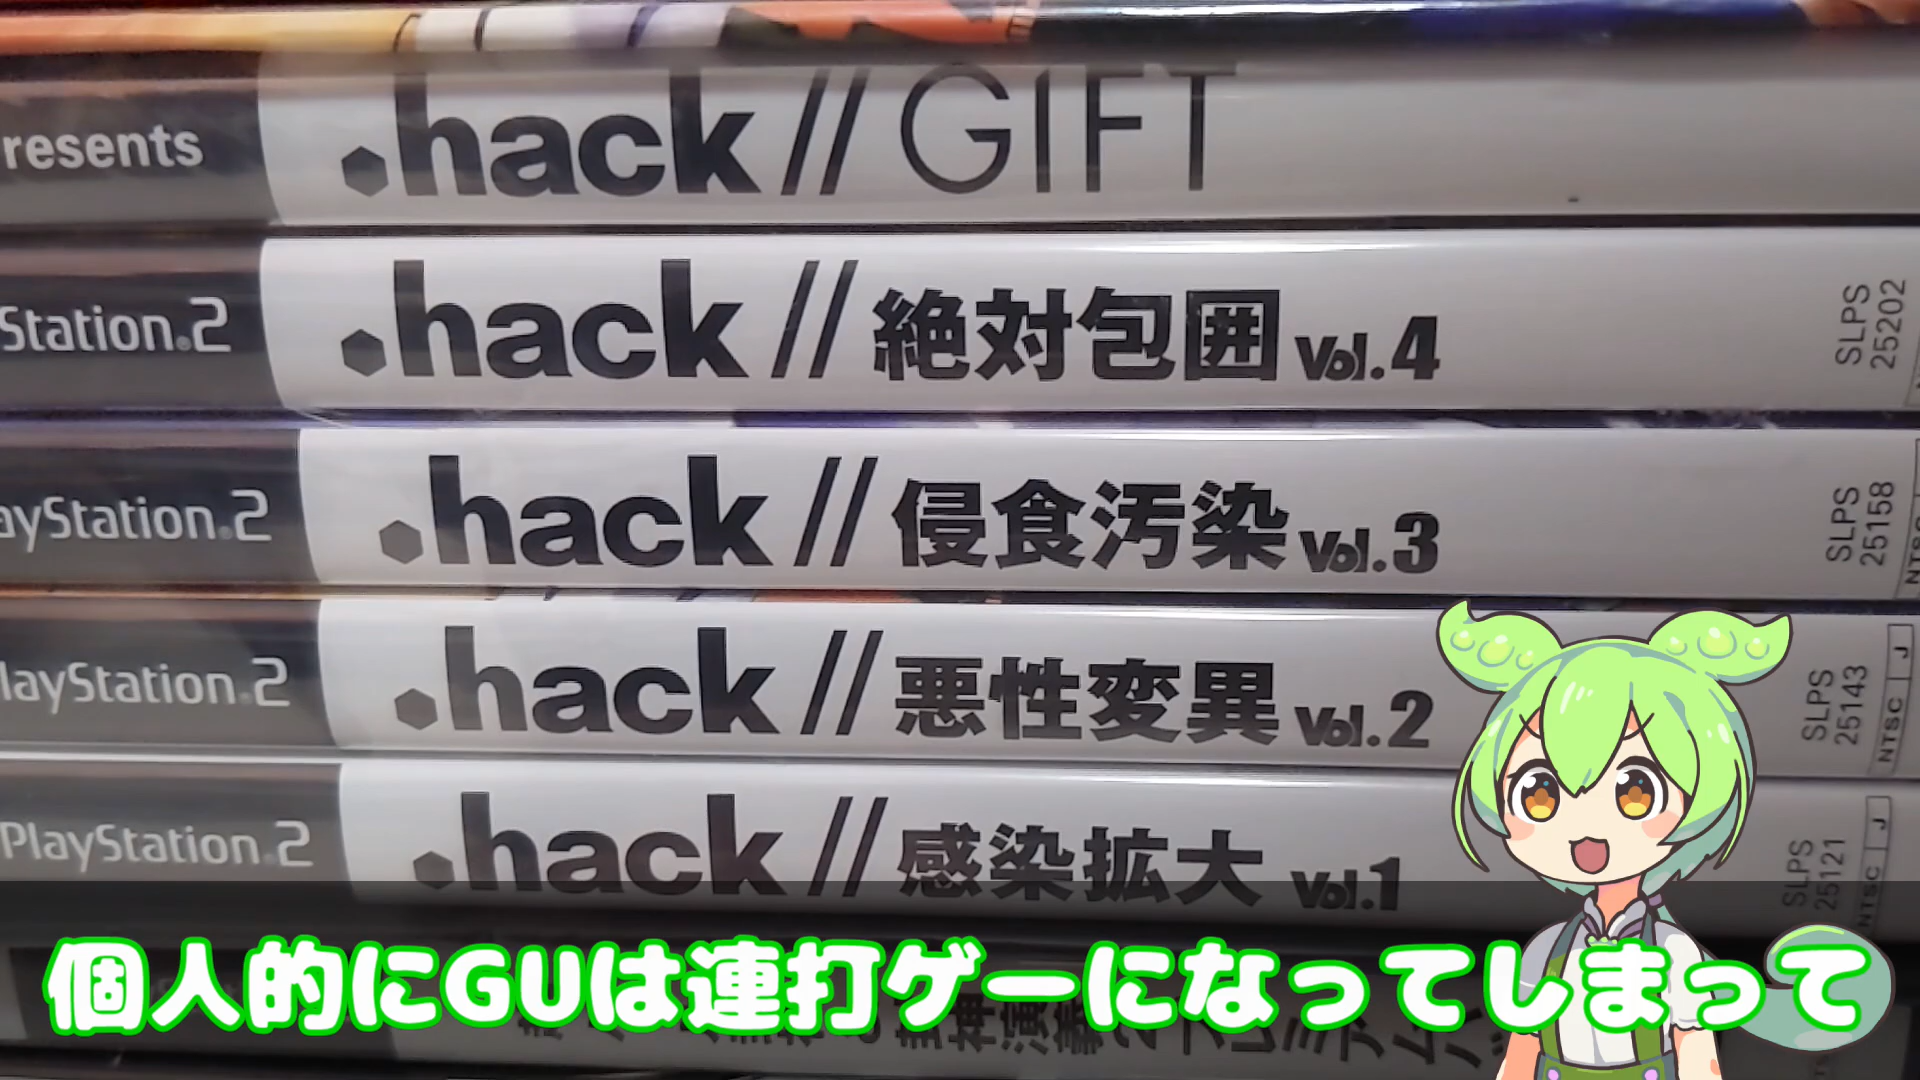 resents .hack//GIFT
Station.2 .hack//絶対包囲 Vol.4 SLPS 25202
ayStation.2 .hack//侵食汚染 Vol.3 SLPS 25158 NTSC
layStation.2 .hack//悪性変異 Vol.2 SLPS 25143 NTSC J
PlayStation.2 .hack//感染拡大 Vol.1 SLPS 25121 NTSC J
個人的にGUは連打ゲーになってしまって